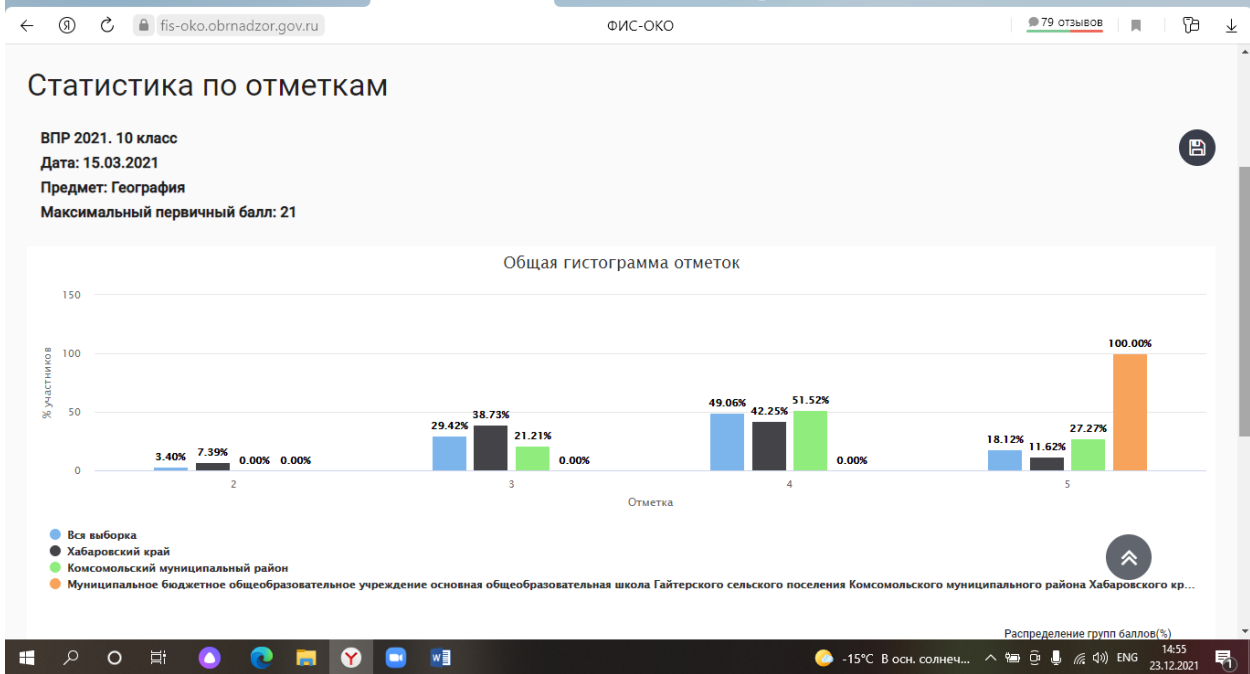 fis-oko.obrnadzor.gov.ru
ФИС-ОКО
79 отзывов
Статистика по отметкам
ВПР 2021. 10 класс
Дата: 15.03.2021
Предмет: География
Максимальный первичный балл: 21
Общая гистограмма отметок
% участников
150
100
50
0
3.40% 7.39% 0.00% 0.00%
29.42% 38.73% 21.21% 0.00%
49.06% 42.25% 51.52% 0.00%
18.12% 11.62% 27.27% 100.00%
2 3 4 5
Отметка
Вся выборка
Хабаровский край
Комсомольский муниципальный район
Муниципальное бюджетное общеобразовательное учреждение основная общеобразовательная школа Гайтерского сельского поселения Комсомольского муниципального района Хабаровского кр...
Распределение групп баллов(%)
-15°C В осн. солнеч...
ENG
14:55
23.12.2021
1